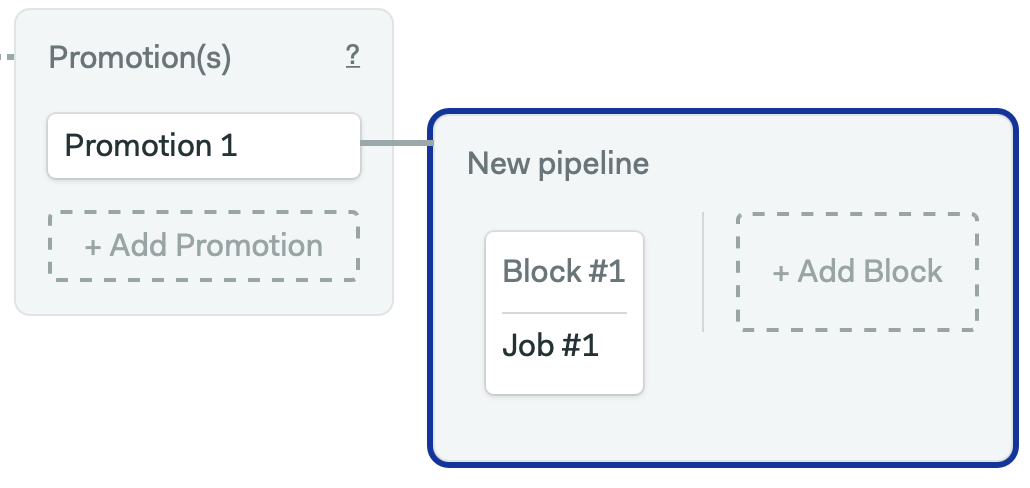 Promotion(s) ?
Promotion 1
+ Add Promotion
New pipeline
Block #1
Job #1
+ Add Block